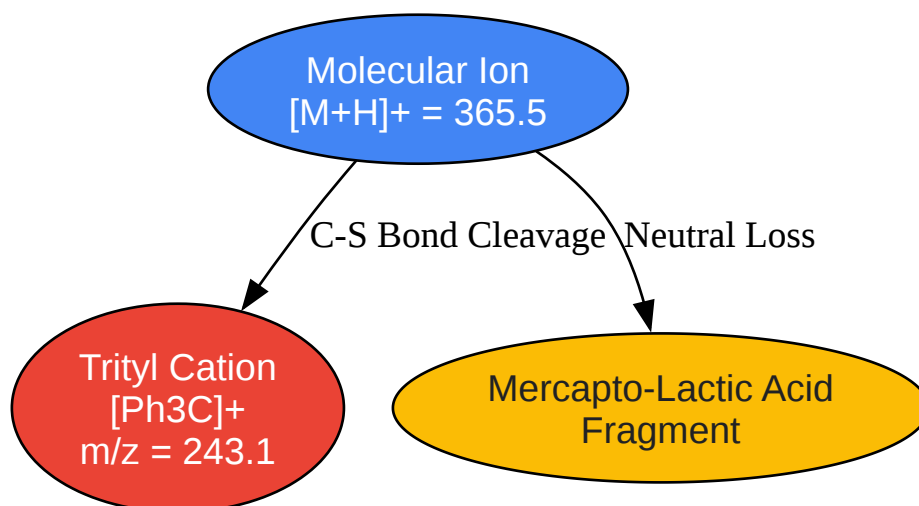 Molecular Ion
[M+H]+ = 365.5
C-S Bond Cleavage
Neutral Loss
Trityl Cation
[Ph3C]+
m/z = 243.1
Mercapto-Lactic Acid
Fragment